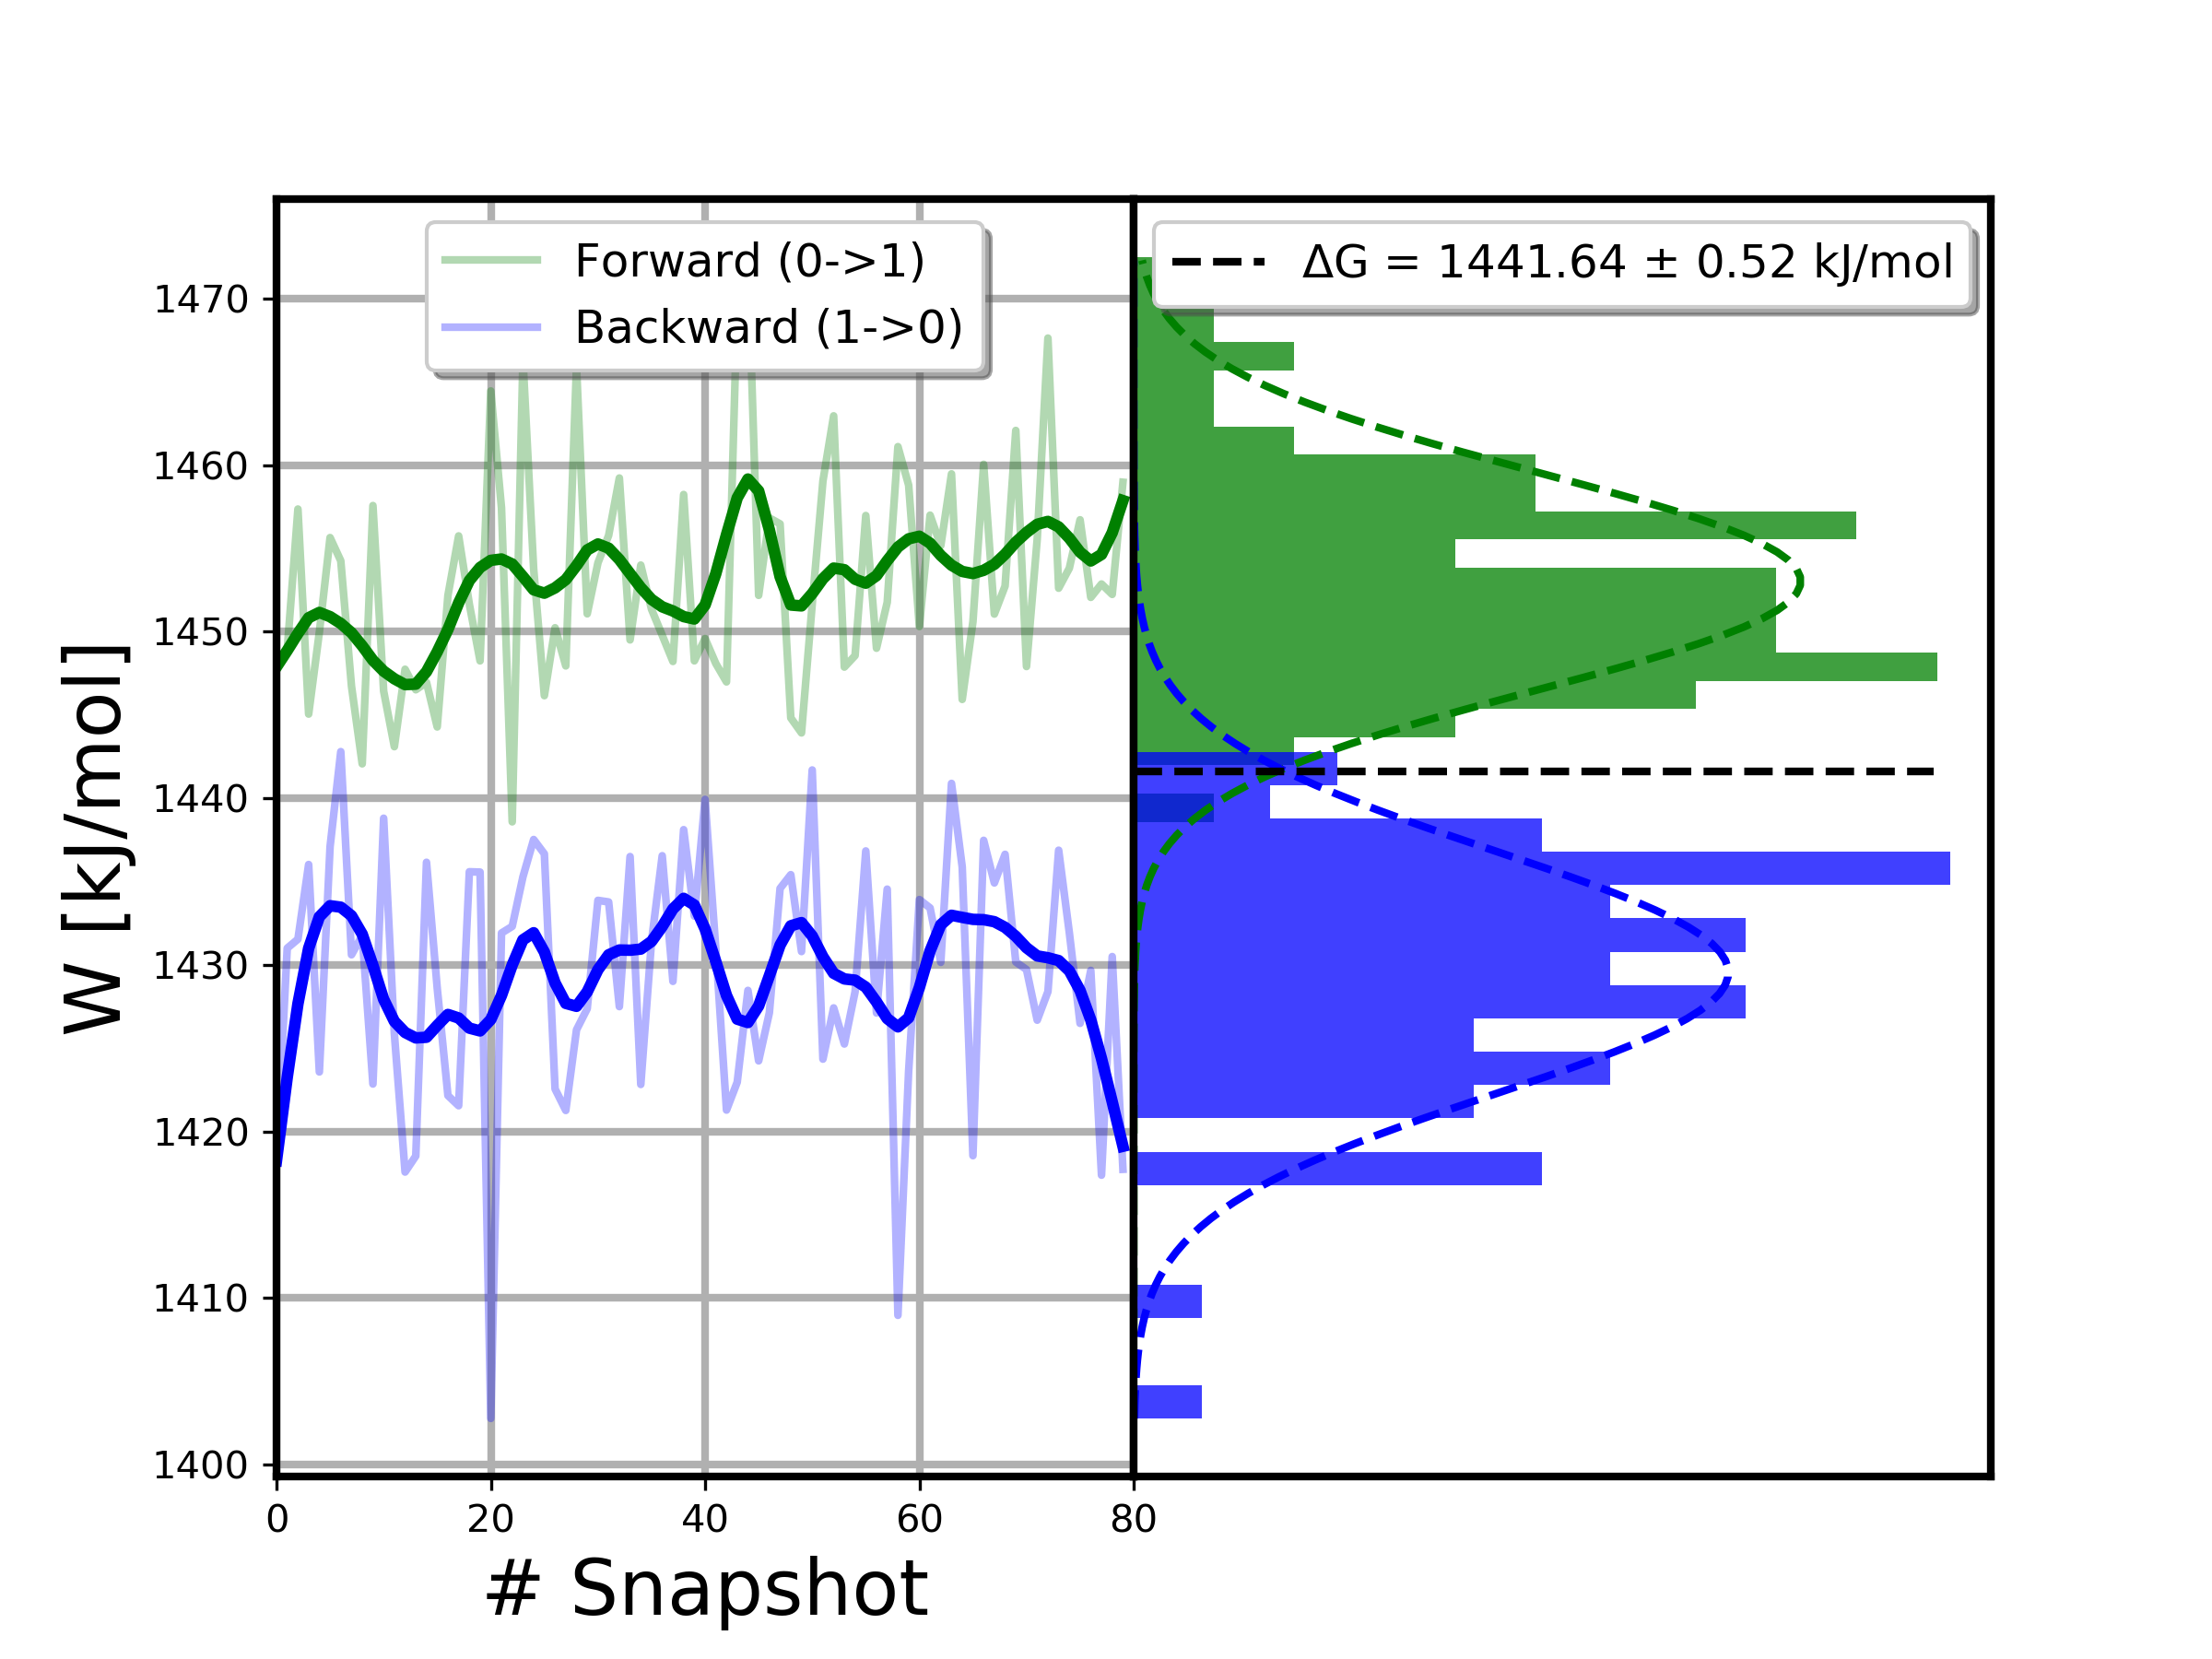 Forward (0->1)
Backward (1->0)
ΔG = 1441.64 ± 0.52 kJ/mol
W [kJ/mol]
1470
1460
1450
1440
1430
1420
1410
1400
0 20 40 60 80
# Snapshot